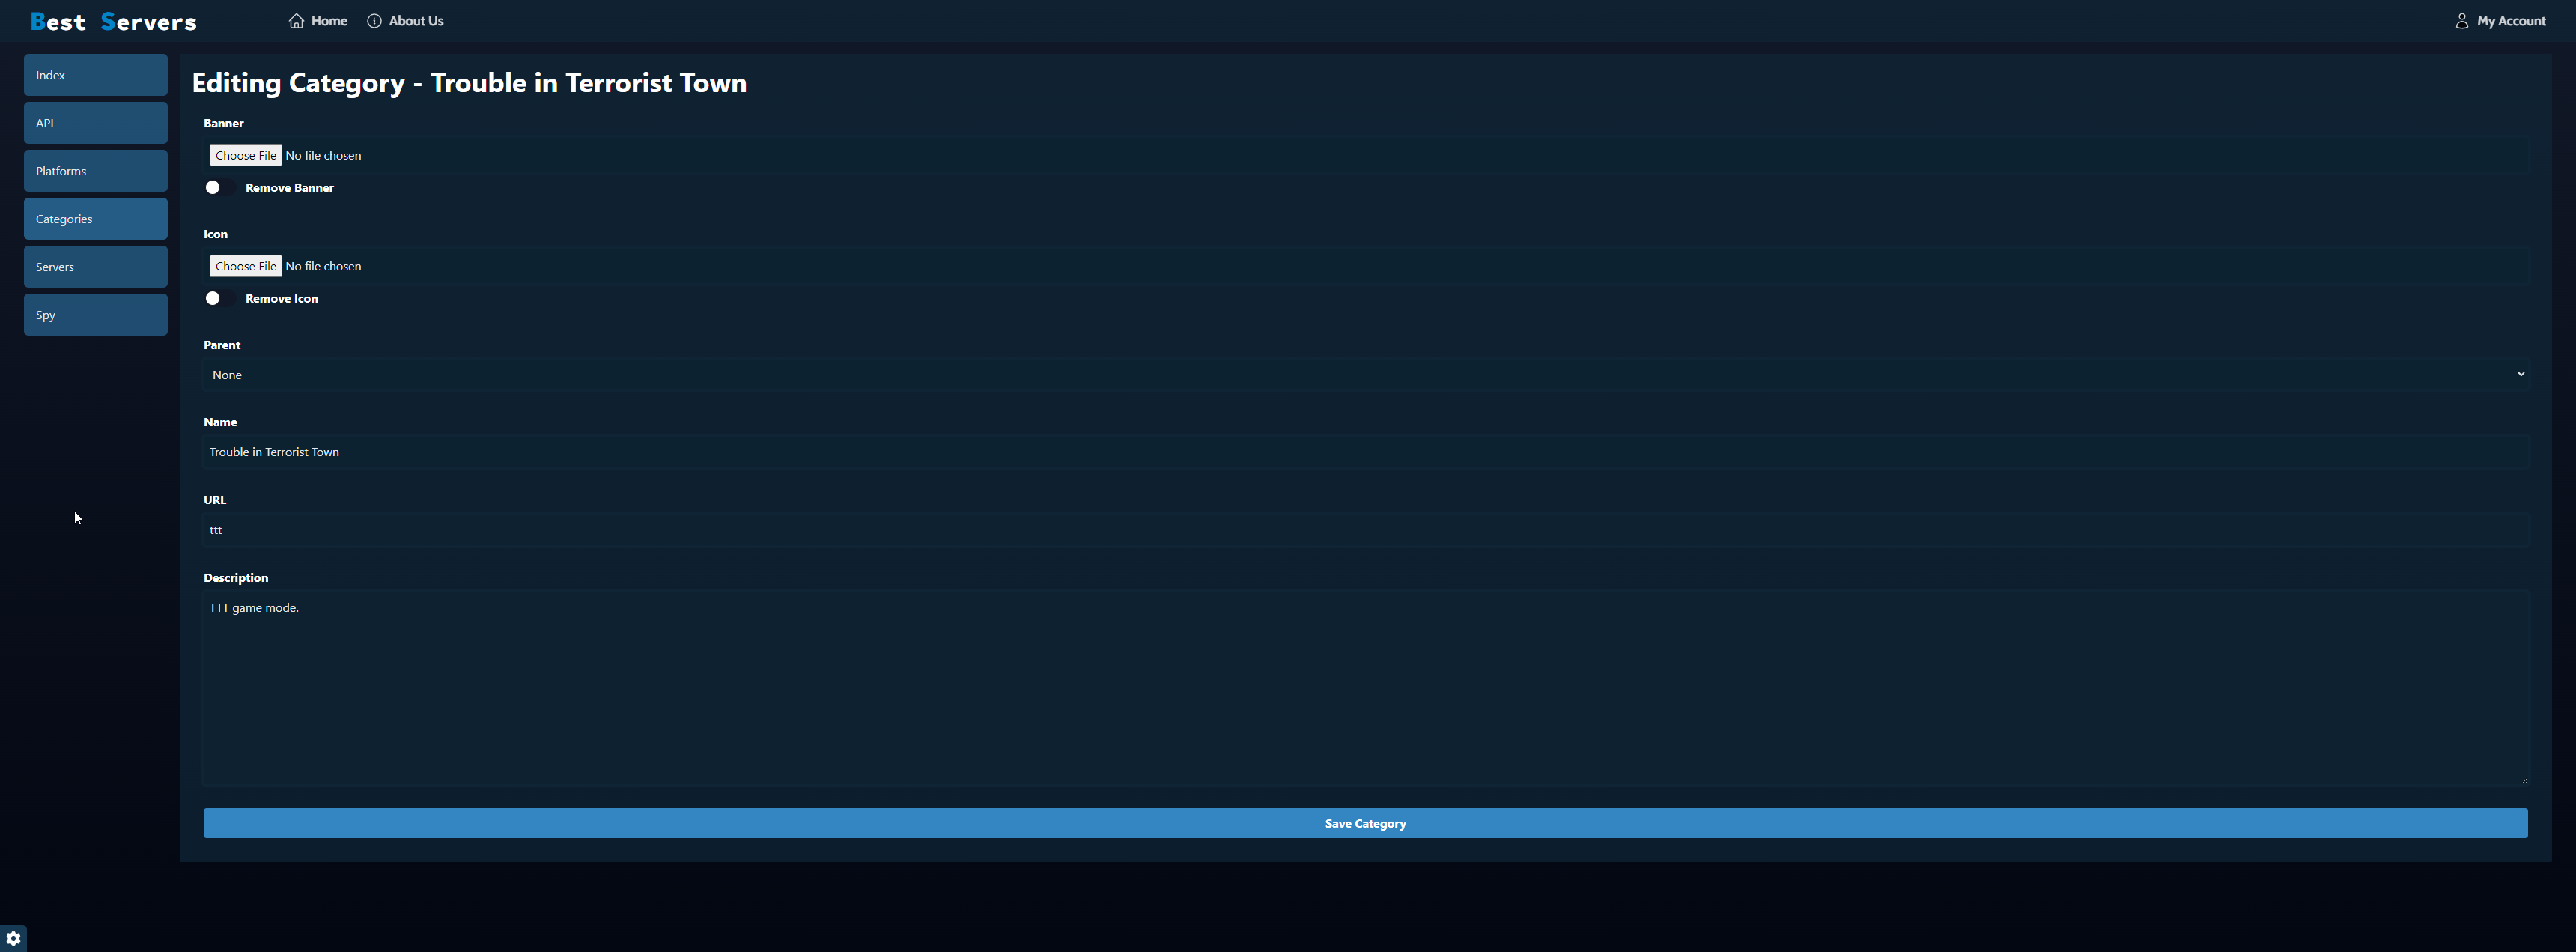 Best Servers
Home
About Us
My Account
Index
API
Platforms
Categories
Servers
Spy
Editing Category - Trouble in Terrorist Town
Banner
Choose File No file chosen
Remove Banner
Icon
Choose File No file chosen
Remove Icon
Parent
None
Name
Trouble in Terrorist Town
URL
ttt
Description
TTT game mode.
Save Category